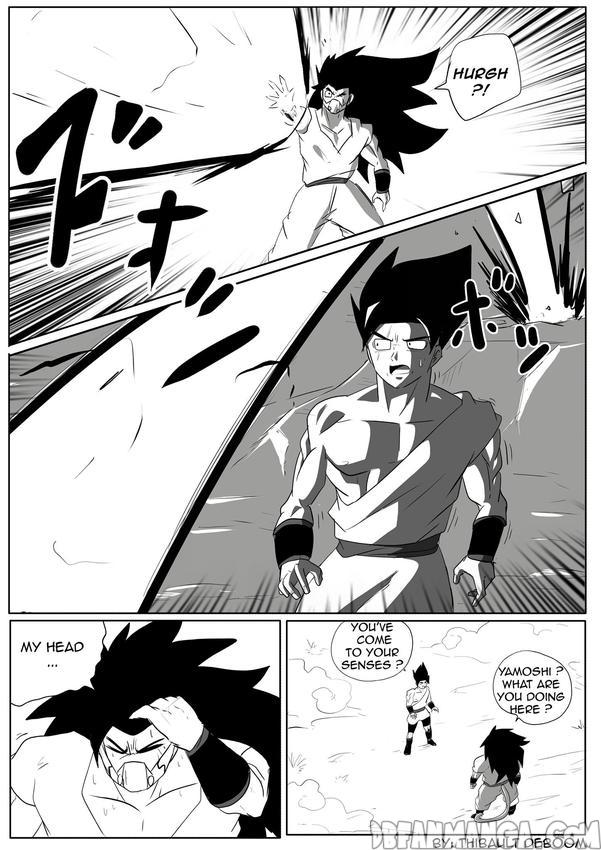 HURGH
?!
ズドォ
ボッ
MY HEAD
...
YOU'VE
COME
TO YOUR
SENSES ?
YAMOSHI ?
WHAT ARE
YOU DOING
HERE ?
DBFANMANGA.COM
BY: THIBAULT DEBOOM.